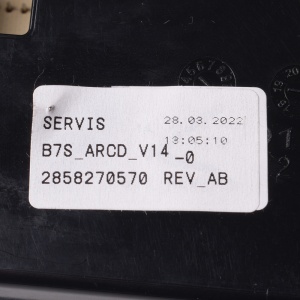 SERVIS 28.03.2022
13:05:10
B7S_ARCD_V14_0
2858270570 REV_AB